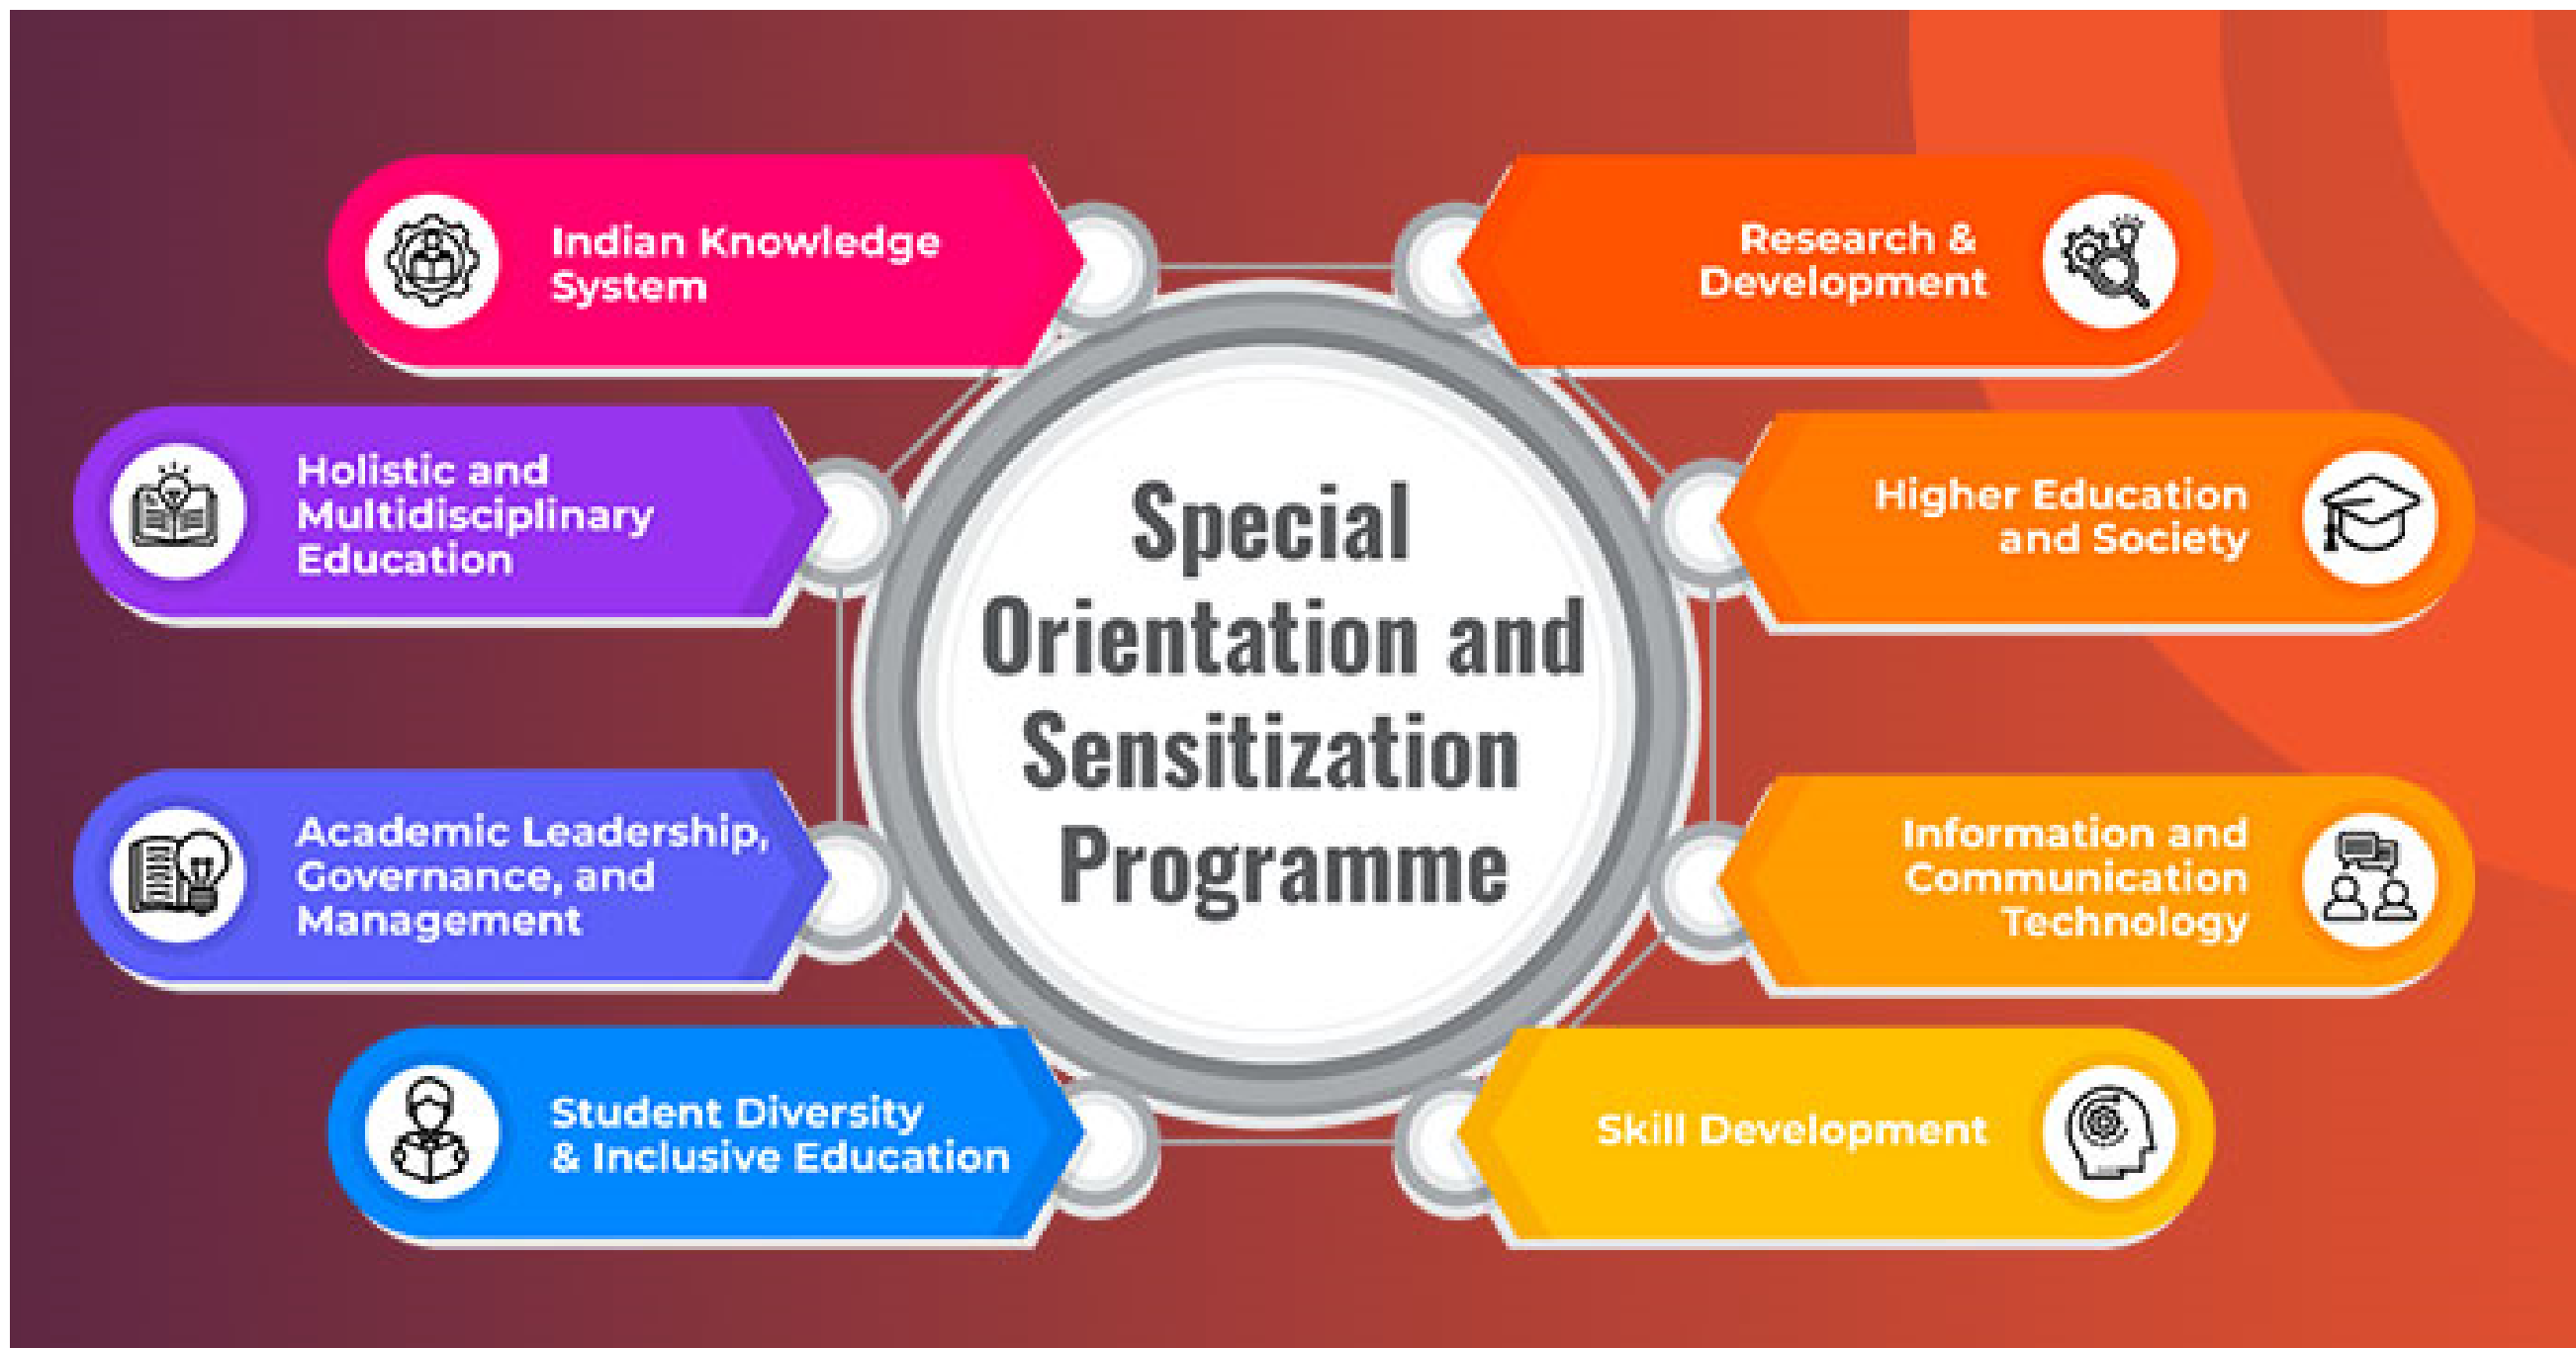 Indian Knowledge
System
Holistic and
Multidisciplinary
Education
Academic Leadership,
Governance, and
Management
Student Diversity
& Inclusive Education
Special
Orientation and
Sensitization
Programme
Research &
Development
Higher Education
and Society
Information and
Communication
Technology
Skill Development